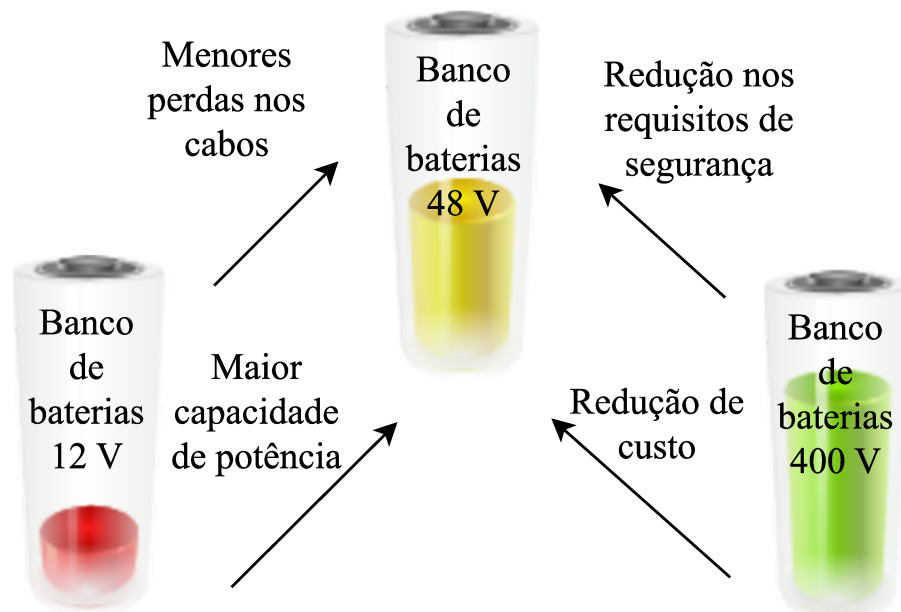 Menores
perdas nos
cabos
Banco
de
baterias
48 V
Redução nos
requisitos de
segurança
Banco
de
baterias
12 V
Maior
capacidade
de potência
Redução de
custo
Banco
de
baterias
400 V